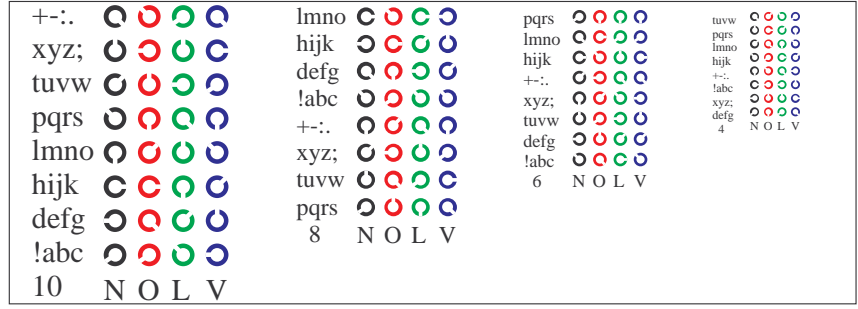 +-:.
xyz;
tuvw
pqrs
lmno
hijk
defg
!abc
10 N O L V
lmno
hijk
defg
!abc
+-:.
xyz;
tuvw
pqrs
8 N O L V
pqrs
lmno
hijk
+-:.
xyz;
tuvw
defg
!abc
6 N O L V
tuvw
pqrs
lmno
hijk
+-:.
!abc
xyz;
defg
4 N O L V